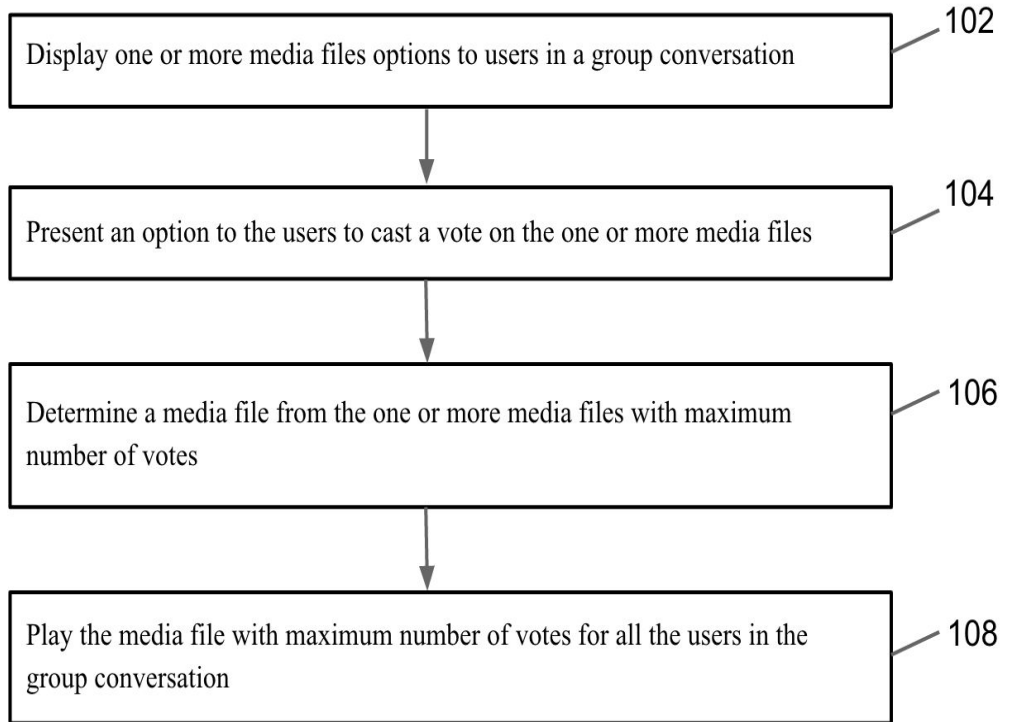 102
Display one or more media files options to users in a group conversation
104
Present an option to the users to cast a vote on the one or more media files
106
Determine a media file from the one or more media files with maximum
number of votes
108
Play the media file with maximum number of votes for all the users in the
group conversation